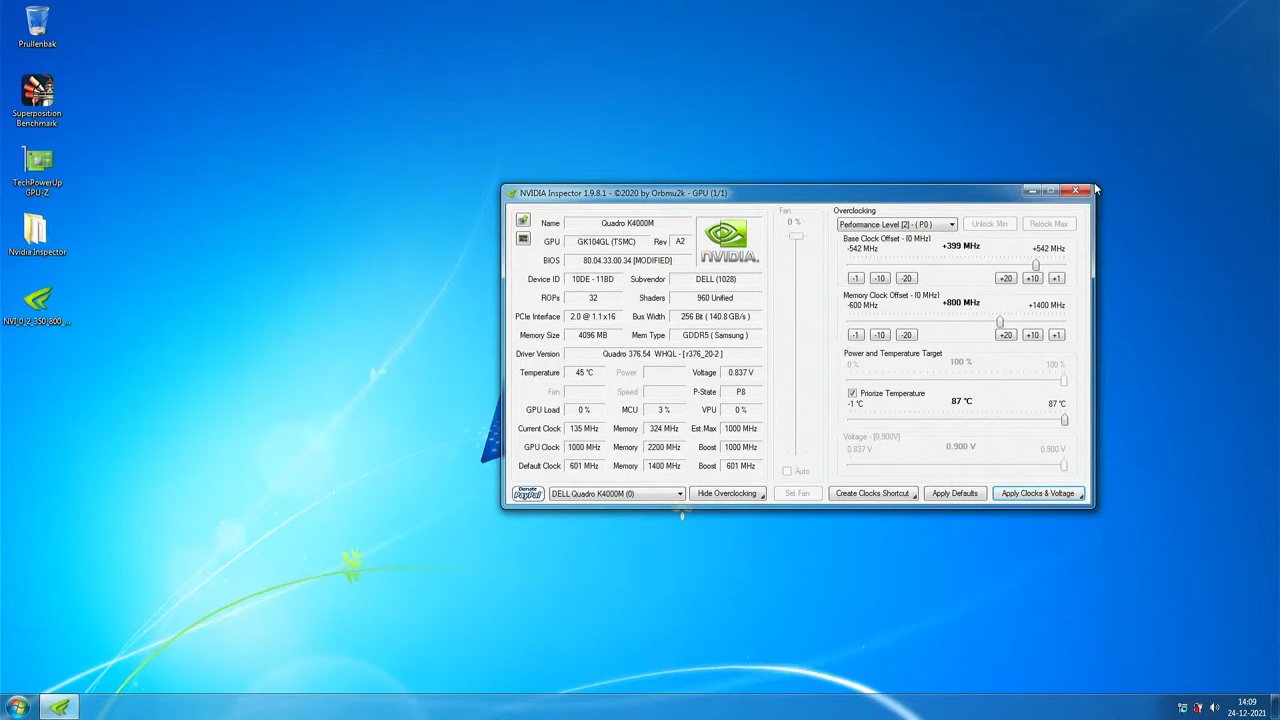 Prullenbak
Superposition
Benchmark
TechPowerUp
GPU-Z
Nvidia Inspector
NVI_0_2_350_800_...
NVIDIA Inspector 1.9.8.1 - ©2020 by Orbmu2k - GPU (1/1)
Name Quadro K4000M
GPU GK104GL (TSMC) Rev A2
BIOS 80.04.33.00.34 [MODIFIED]
NVIDIA.
Device ID 10DE - 11BD Subvendor DELL (1028)
ROPs 32 Shaders 960 Unified
PCIe Interface 2.0 @ 1.1 x16 Bus Width 256 Bit ( 140.8 GB/s )
Memory Size 4096 MB Mem Type GDDR5 ( Samsung )
Driver Version Quadro 376.54 WHQL - [ r376_20-2 ]
Temperature 45 °C Power Voltage 0.837 V
Fan Speed P-State P8
GPU Load 0 % MCU 3 % VPU 0 %
Current Clock 135 MHz Memory 324 MHz Est.Max 1000 MHz
GPU Clock 1000 MHz Memory 2200 MHz Boost 1000 MHz
Default Clock 601 MHz Memory 1400 MHz Boost 601 MHz
Donate
PayPal
DELL Quadro K4000M (0)
Hide Overclocking
Fan
0 %
Auto
Set Fan
Overclocking
Performance Level [2] - ( P0 ) Unlock Min Relock Max
Base Clock Offset - [0 MHz]
-542 MHz +399 MHz +542 MHz
-1 -10 -20 +20 +10 +1
Memory Clock Offset - [0 MHz]
-600 MHz +800 MHz +1400 MHz
-1 -10 -20 +20 +10 +1
Power and Temperature Target
0 % 100 % 100 %
Priorize Temperature
-1 °C 87 °C 87 °C
Voltage - [0.900V]
0.837 V 0.900 V 0.900 V
Create Clocks Shortcut Apply Defaults Apply Clocks & Voltage
14:09
24-12-2021